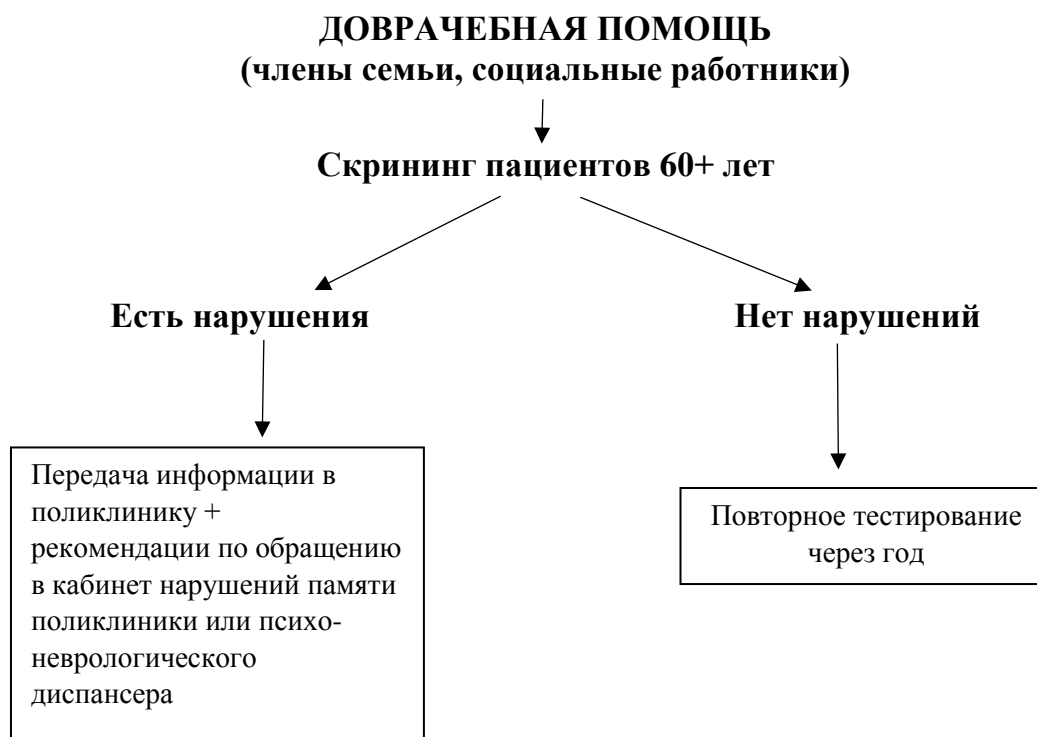 ДОВРАЧЕБНАЯ ПОМОЩЬ
(члены семьи, социальные работники)
Скрининг пациентов 60+ лет
Есть нарушения
Нет нарушений
Передача информации в
поликлинику +
рекомендации по обращению
в кабинет нарушений памяти
поликлиники или психо-
неврологического
диспансера
Повторное тестирование
через год